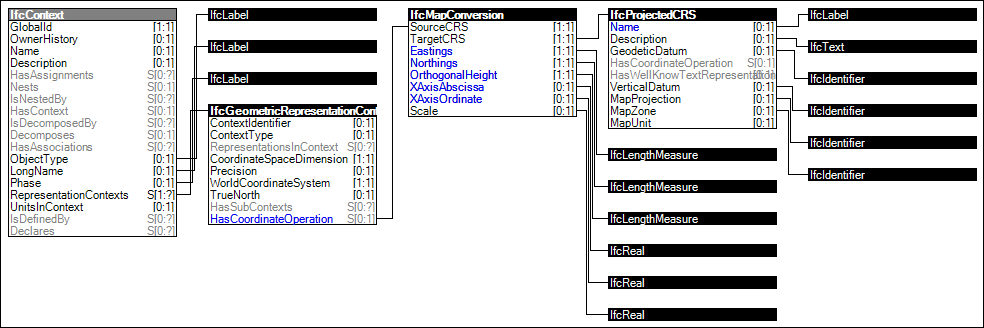 IfcContext
GlobalId [1:1]
OwnerHistory [0:1]
Name [0:1]
Description [0:1]
HasAssignments S[0:?]
Nests S[0:1]
IsNestedBy S[0:?]
HasContext S[0:1]
IsDecomposedBy S[0:?]
Decomposes S[0:1]
HasAssociations S[0:?]
ObjectType [0:1]
LongName [0:1]
Phase [0:1]
RepresentationContexts S[1:?]
UnitsInContext [0:1]
IsDefinedBy S[0:?]
Declares S[0:?]
IfcLabel
IfcLabel
IfcLabel
IfcGeometricRepresentationCont
ContextIdentifier [0:1]
ContextType [0:1]
RepresentationsInContext S[0:?]
CoordinateSpaceDimension [1:1]
Precision [0:1]
WorldCoordinateSystem [1:1]
TrueNorth [0:1]
HasSubContexts S[0:?]
HasCoordinateOperation S[0:1]
IfcMapConversion
SourceCRS [1:1]
TargetCRS [1:1]
Eastings [1:1]
Northings [1:1]
OrthogonalHeight [1:1]
XAxisAbscissa [0:1]
XAxisOrdinate [0:1]
Scale [0:1]
IfcProjectedCRS
Name [0:1]
Description [0:1]
GeodeticDatum [0:1]
HasCoordinateOperation S[0:1]
HasWellKnowTextRepresentation[0:1]
VerticalDatum [0:1]
MapProjection [0:1]
MapZone [0:1]
MapUnit [0:1]
IfcLengthMeasure
IfcLengthMeasure
IfcLengthMeasure
IfcReal
IfcReal
IfcReal
IfcLabel
IfcText
IfcIdentifier
IfcIdentifier
IfcIdentifier
IfcIdentifier